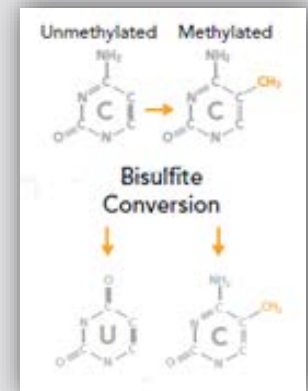 Unmethylated Methylated
NH₂ NH₂
CH₃
N C C N C C
C C
O C N C O C N C
Bisulfite
Conversion
O NH₂
CH₃
N C C N C C
U C
O C N C O C N C